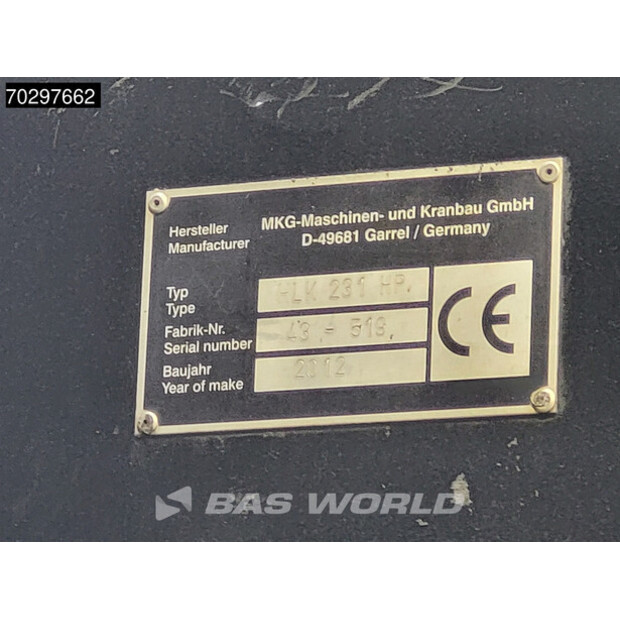 70297662
Hersteller
Manufacturer
MKG-Maschinen- und Kranbau GmbH
D-49681 Garrel / Germany
Typ
Type
HLK 231 HP.
Fabrik-Nr.
Serial number
43 - 513.
Baujahr
Year of make
2012
CE
BAS WORLD